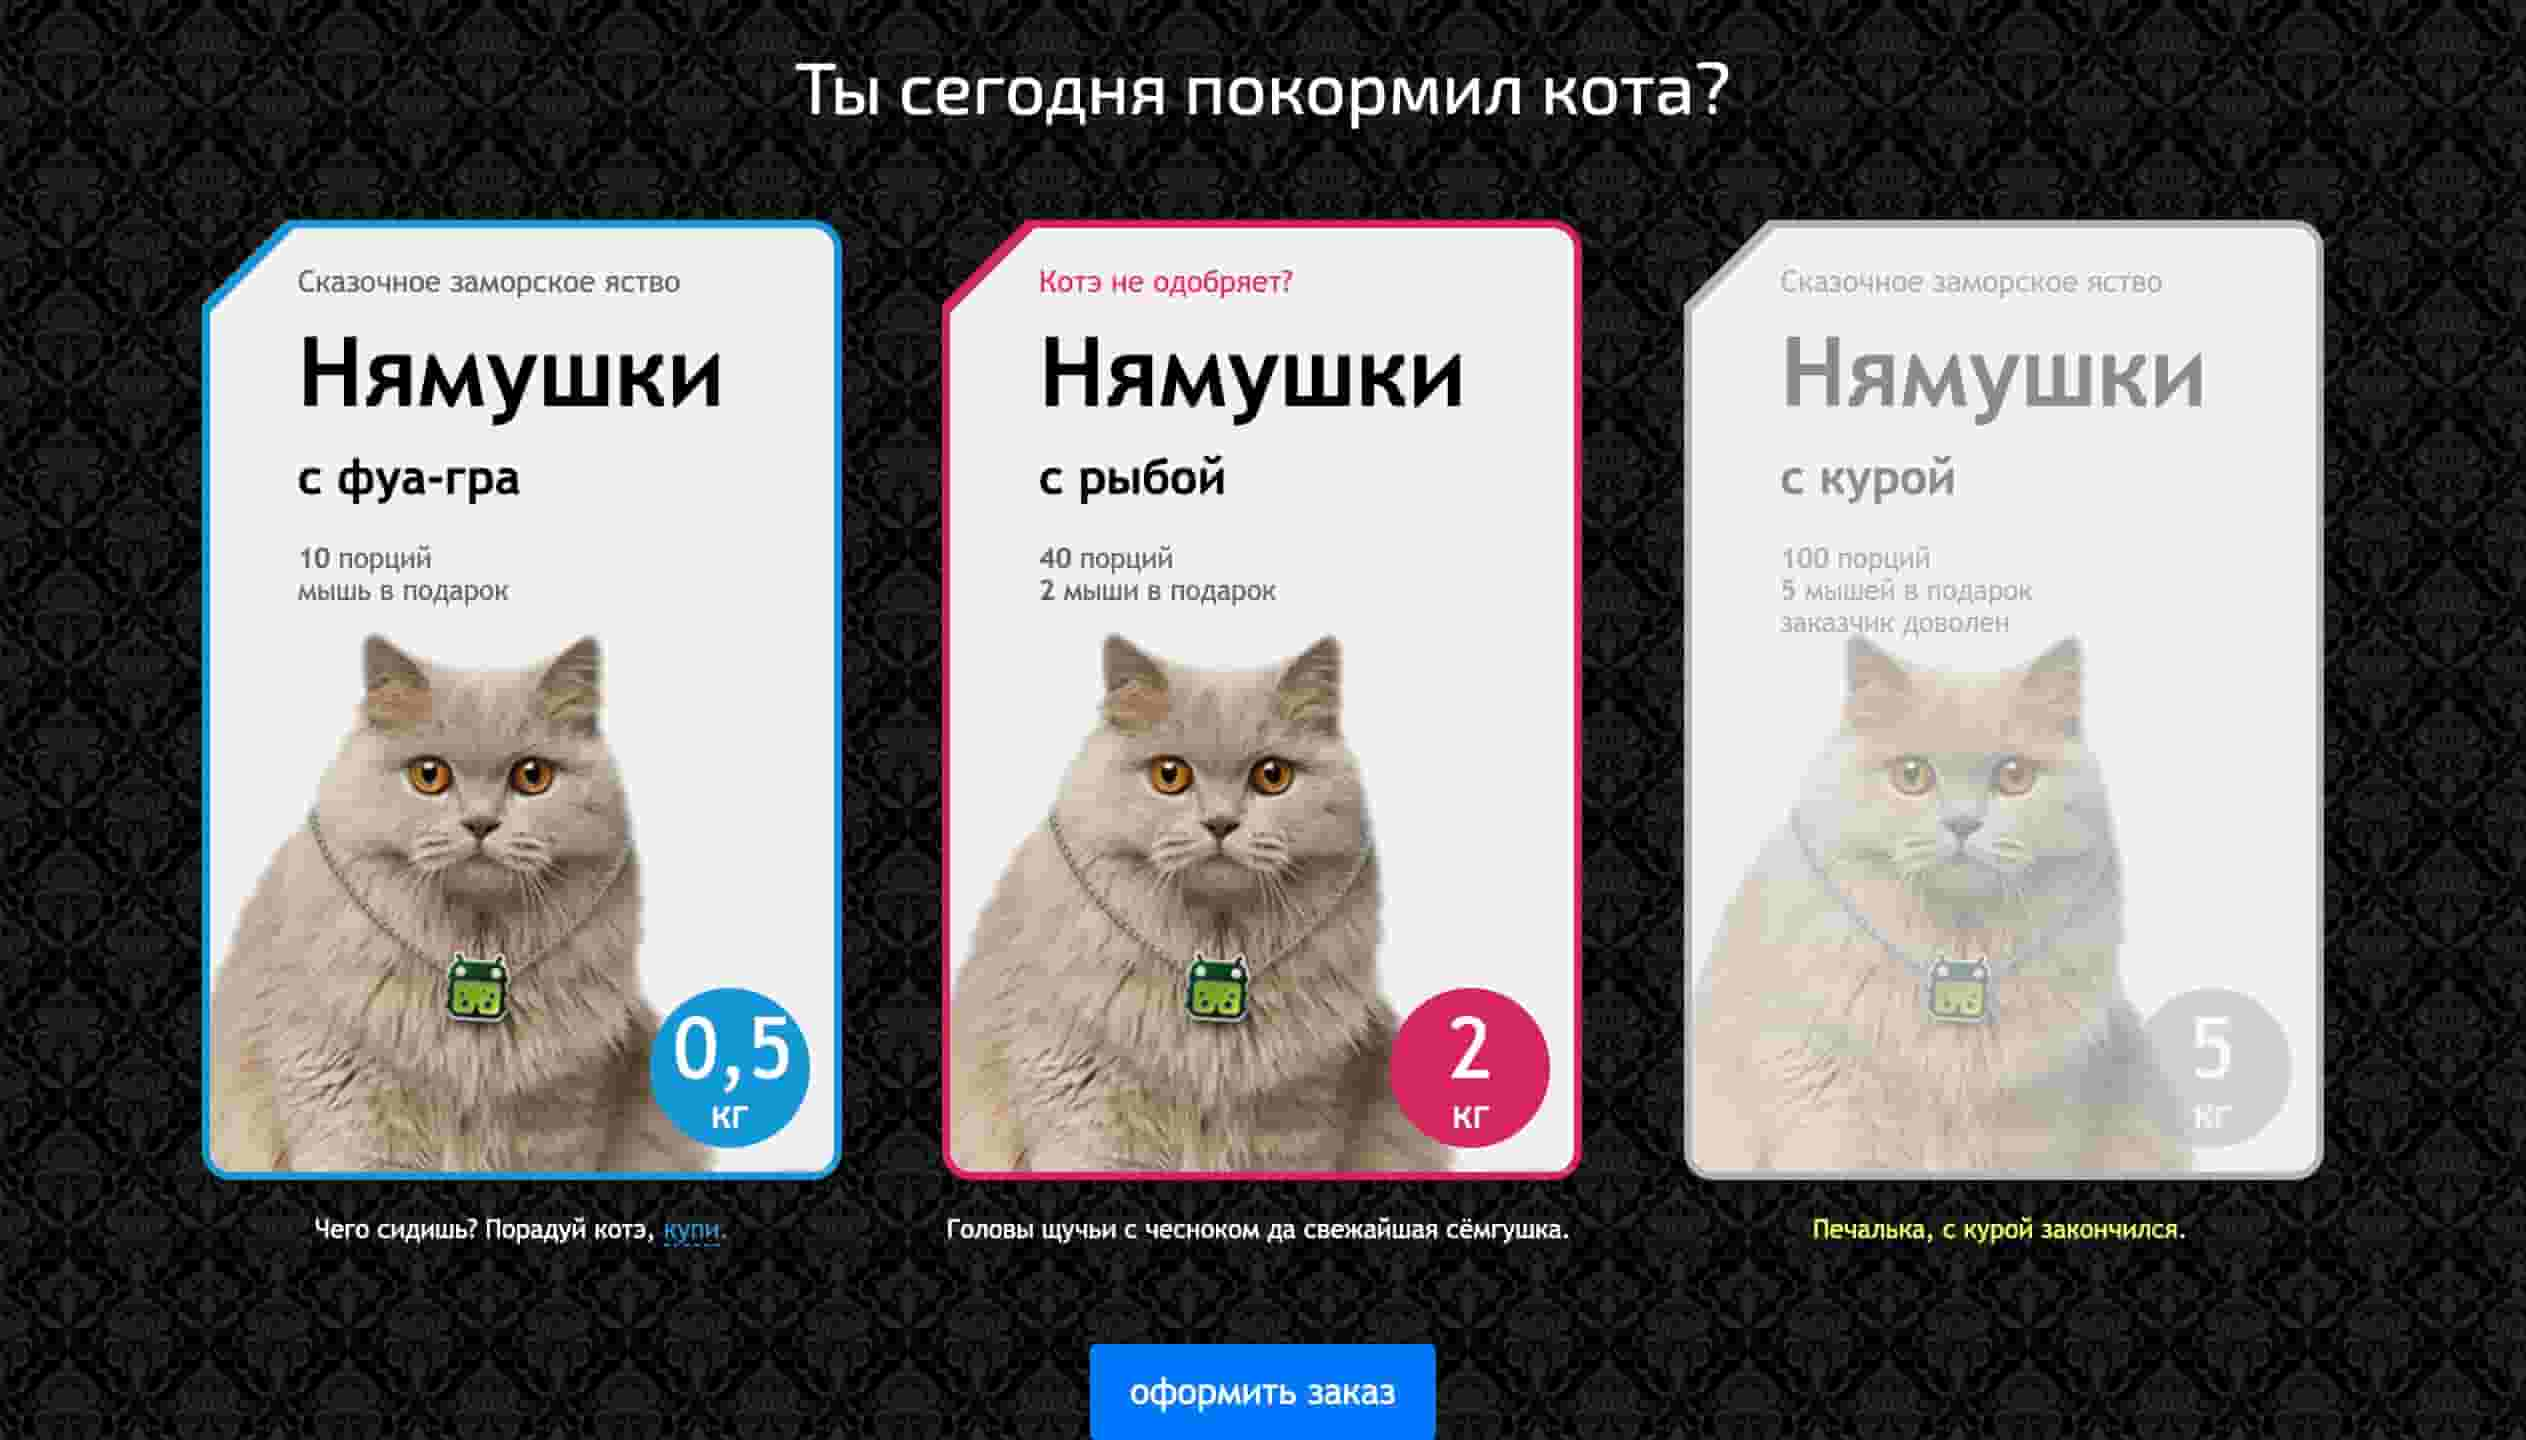 Ты сегодня покормил кота?
Сказочное заморское яство
Нямушки
с фуа-гра
10 порций
мышь в подарок
0,5
кг
Чего сидишь? Порадуй котэ, купи.
Котэ не одобряет?
Нямушки
с рыбой
40 порций
2 мыши в подарок
2
кг
Головы щучьи с чесноком да свежайшая сёмгушка.
Сказочное заморское яство
Нямушки
с курой
100 порций
5 мышей в подарок
заказчик доволен
5
кг
Печалька, с курой закончился.
оформить заказ